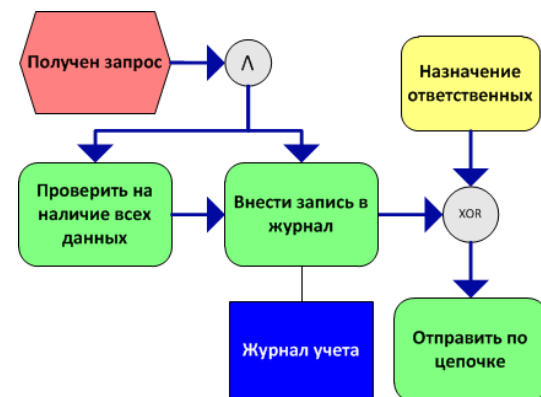 Получен запрос
Λ
Назначение
ответственных
Проверить на
наличие всех
данных
Внести запись в
журнал
XOR
Журнал учета
Отправить по
цепочке